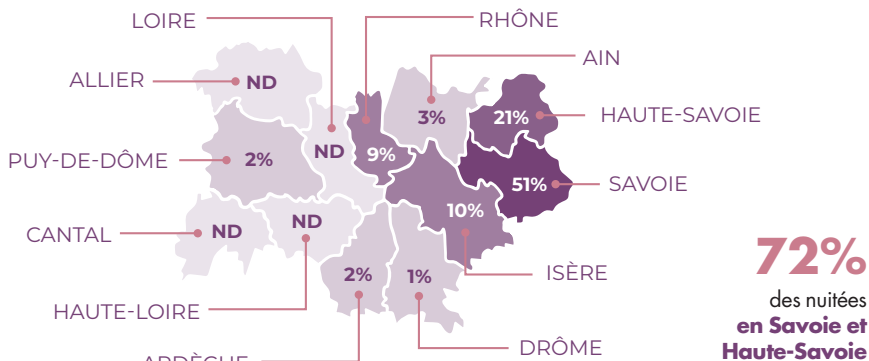 LOIRE
RHÔNE
AIN
ALLIER
ND
3%
21%
HAUTE-SAVOIE
PUY-DE-DÔME
2%
ND
9%
51%
SAVOIE
CANTAL
ND
ND
10%
72%
des nuitées
en Savoie et
Haute-Savoie
HAUTE-LOIRE
2%
1%
ISÈRE
ARDÈCHE
DRÔME